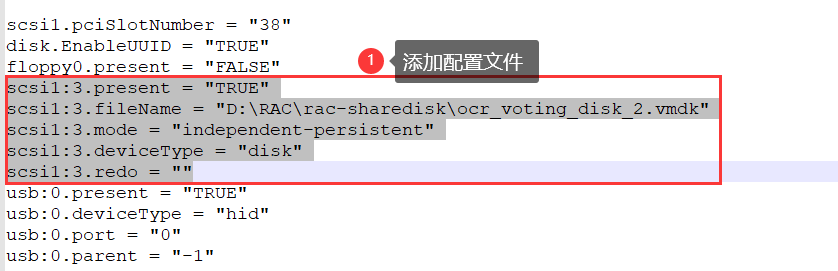 scsi1.pciSlotNumber = "38"
disk.EnableUUID = "TRUE"
floppy0.present = "FALSE"
1 添加配置文件
scsi1:3.present = "TRUE"
scsi1:3.fileName = "D:\RAC\rac-sharedisk\ocr_voting_disk_2.vmdk"
scsi1:3.mode = "independent-persistent"
scsi1:3.deviceType = "disk"
scsi1:3.redo = ""
usb:0.present = "TRUE"
usb:0.deviceType = "hid"
usb:0.port = "0"
usb:0.parent = "-1"